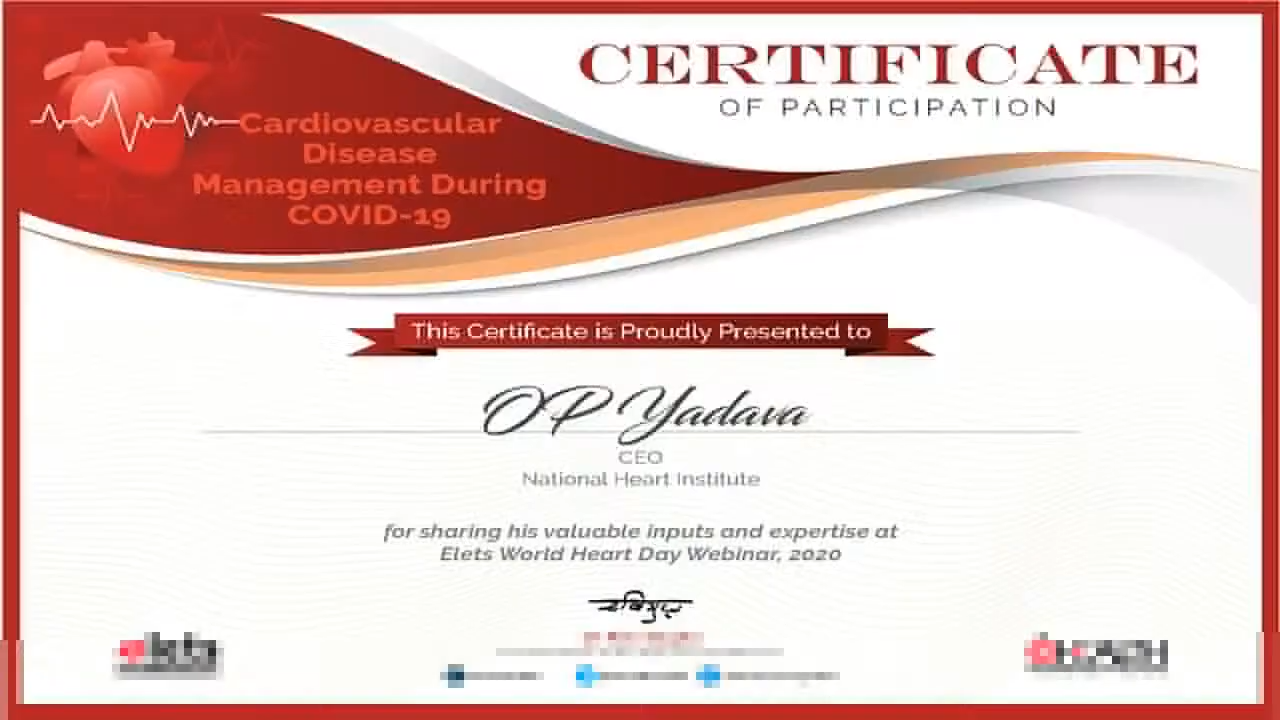 CERTIFICATE
OF PARTICIPATION
Cardiovascular
Disease
Management During
COVID-19
This Certificate is Proudly Presented to
OP Yadava
CEO
National Heart Institute
for sharing his valuable inputs and expertise at
Elets World Heart Day Webinar, 2020